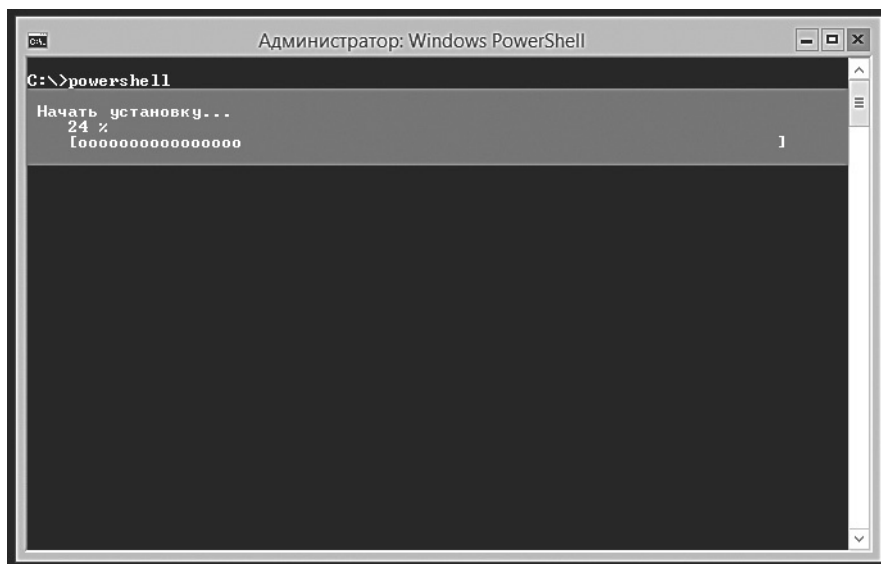 C:\.
Администратор: Windows PowerShell
C:\>powershell
Начать установку...
24 %
[oooooooooooooooo ]